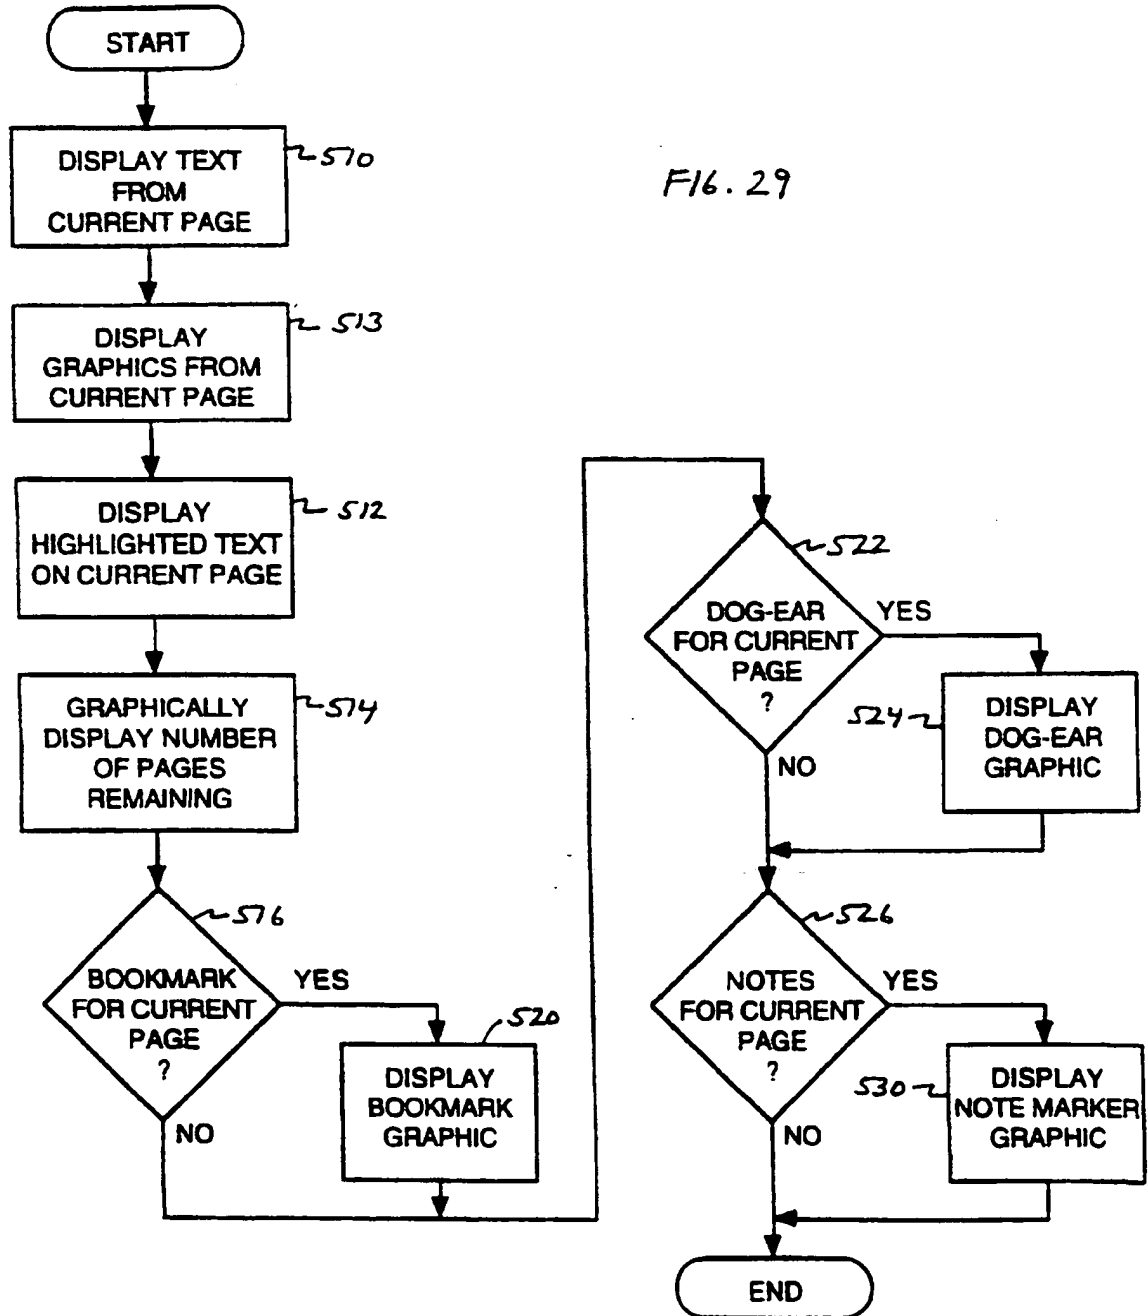 START
DISPLAY TEXT
FROM
CURRENT PAGE
510
FIG. 29
DISPLAY
GRAPHICS FROM
CURRENT PAGE
513
DISPLAY
HIGHLIGHTED TEXT
ON CURRENT PAGE
512
GRAPHICALLY
DISPLAY NUMBER
OF PAGES
REMAINING
514
BOOKMARK
FOR CURRENT
PAGE
?
516
YES
NO
DISPLAY
BOOKMARK
GRAPHIC
520
DOG-EAR
FOR CURRENT
PAGE
?
522
YES
NO
DISPLAY
DOG-EAR
GRAPHIC
524
NOTES
FOR CURRENT
PAGE
?
526
YES
NO
DISPLAY
NOTE MARKER
GRAPHIC
530
END